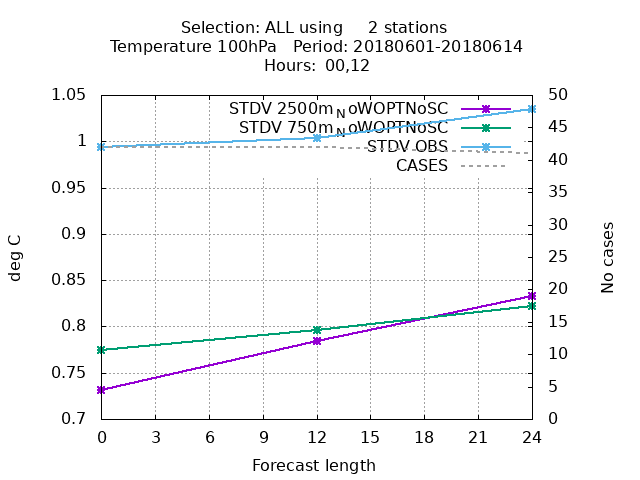 Selection: ALL using     2 stations
Temperature 100hPa   Period: 20180601-20180614
Hours:  00,12
1.05
1
0.95
0.9
0.85
0.8
0.75
0.7
deg C
50
45
40
35
30
25
20
15
10
5
0
No cases
STDV 2500m_NoWOPTNoSC
STDV 750m_NoWOPTNoSC
STDV OBS
CASES
0 3 6 9 12 15 18 21 24
Forecast length